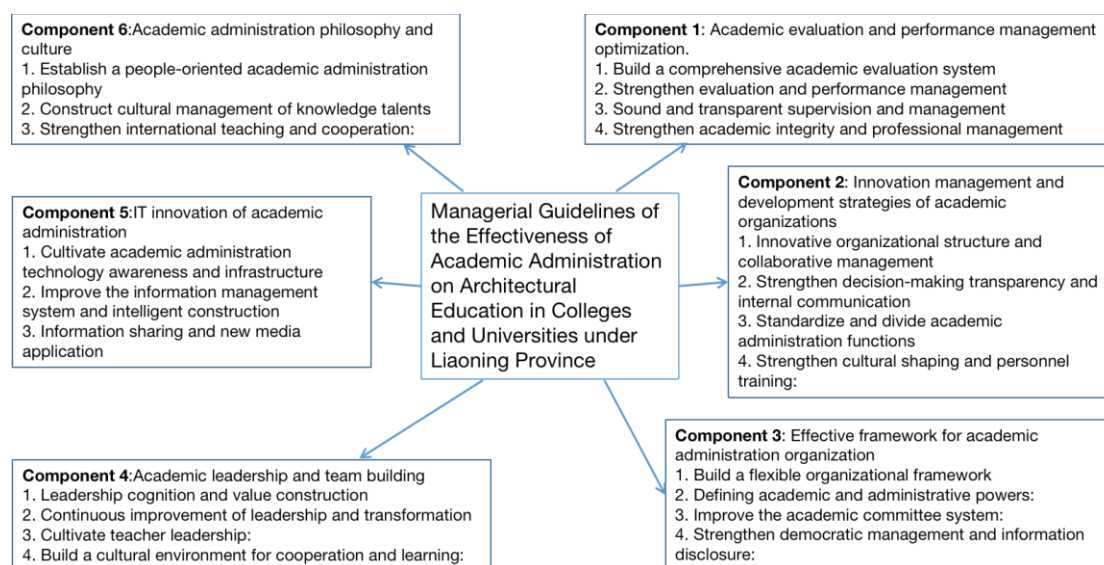 Component 6:Academic administration philosophy and
culture
1. Establish a people-oriented academic administration
philosophy
2. Construct cultural management of knowledge talents
3. Strengthen international teaching and cooperation:
Component 1: Academic evaluation and performance management
optimization.
1. Build a comprehensive academic evaluation system
2. Strengthen evaluation and performance management
3. Sound and transparent supervision and management
4. Strengthen academic integrity and professional management
Component 5:IT innovation of academic
administration
1. Cultivate academic administration
technology awareness and infrastructure
2. Improve the information management
system and intelligent construction
3. Information sharing and new media
application
Managerial Guidelines of
the Effectiveness of
Academic Administration
on Architectural
Education in Colleges
and Universities under
Liaoning Province
Component 2: Innovation management and
development strategies of academic
organizations
1. Innovative organizational structure and
collaborative management
2. Strengthen decision-making transparency and
internal communication
3. Standardize and divide academic
administration functions
4. Strengthen cultural shaping and personnel
training:
Component 4:Academic leadership and team building
1. Leadership cognition and value construction
2. Continuous improvement of leadership and transformation
3. Cultivate teacher leadership:
4. Build a cultural environment for cooperation and learning:
Component 3: Effective framework for academic
administration organization
1. Build a flexible organizational framework
2. Defining academic and administrative powers:
3. Improve the academic committee system:
4. Strengthen democratic management and information
disclosure: